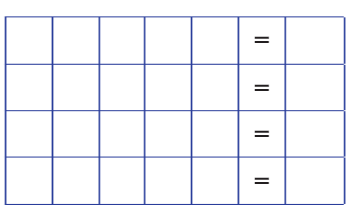 =
=
=
=